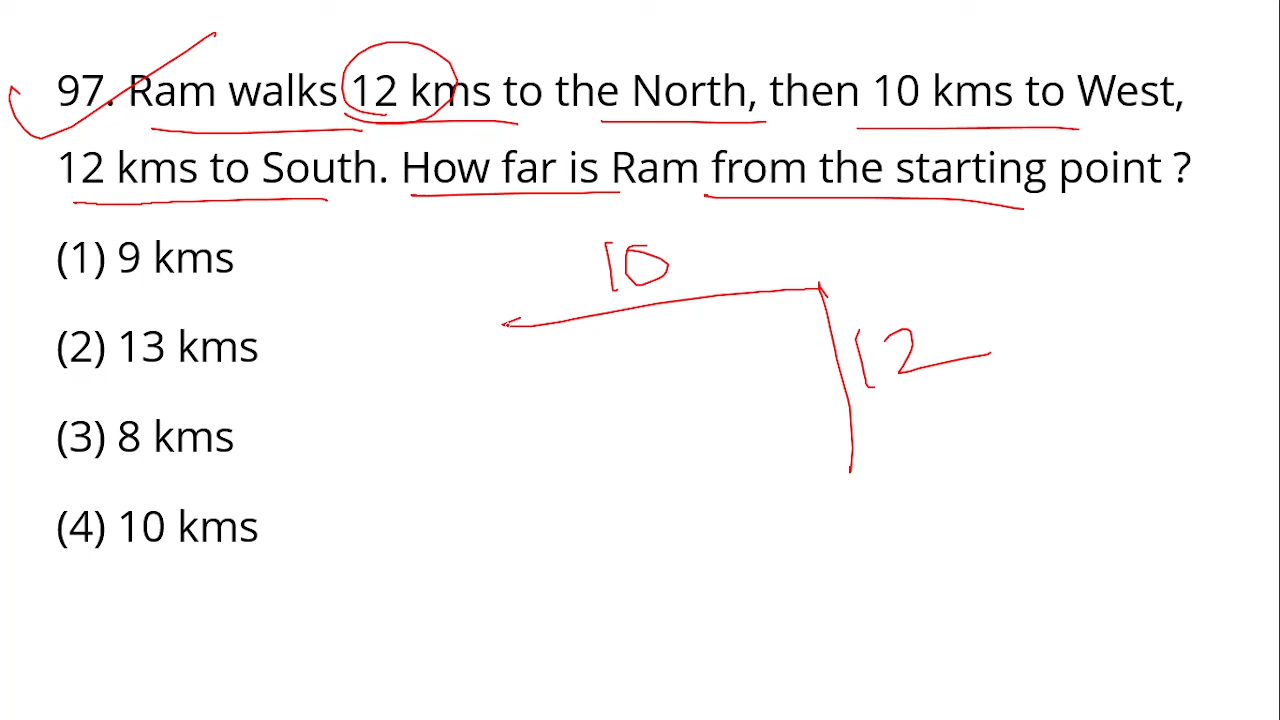 97. Ram walks 12 kms to the North, then 10 kms to West,
12 kms to South. How far is Ram from the starting point ?
(1) 9 kms
10
(2) 13 kms
12
(3) 8 kms
(4) 10 kms